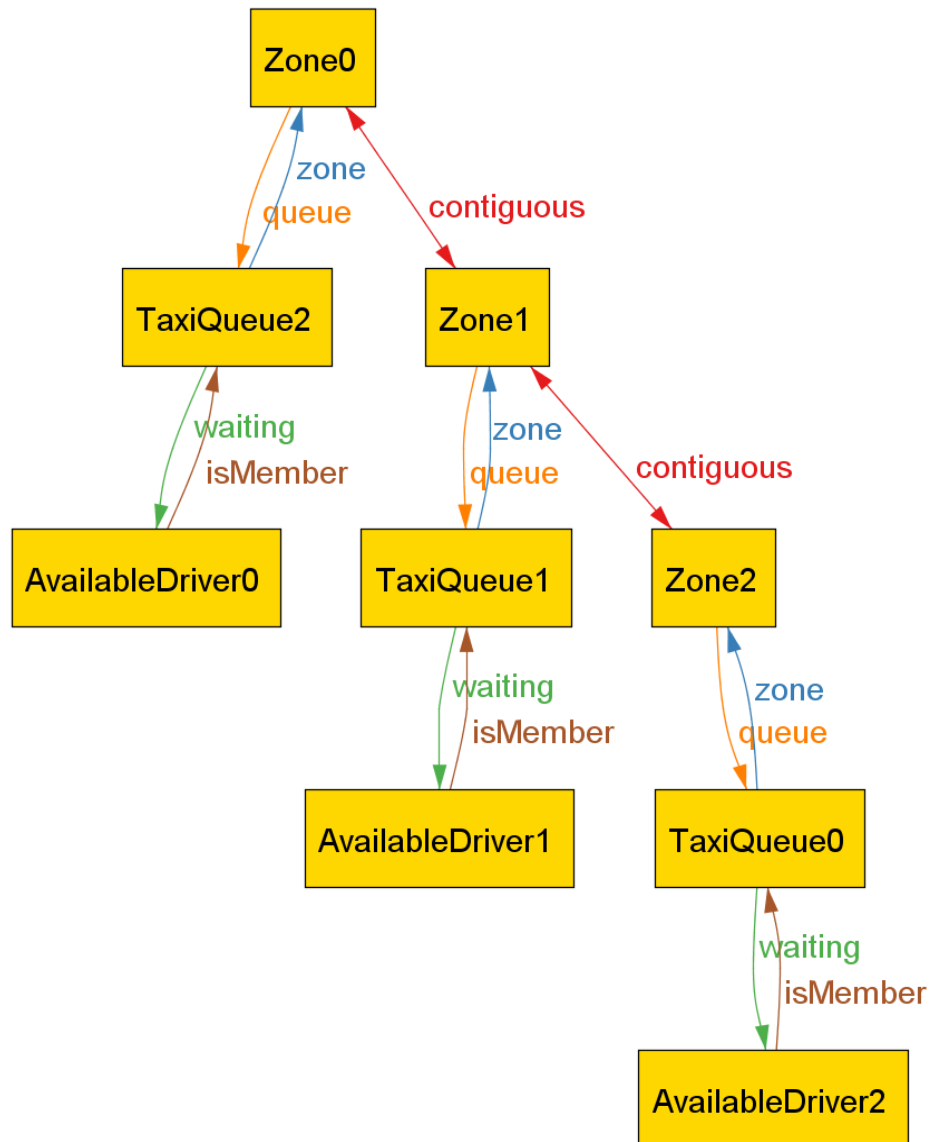 Zone0
zone
queue
contiguous
TaxiQueue2
Zone1
waiting
isMember
zone
queue
contiguous
AvailableDriver0
TaxiQueue1
Zone2
waiting
isMember
zone
queue
AvailableDriver1
TaxiQueue0
waiting
isMember
AvailableDriver2